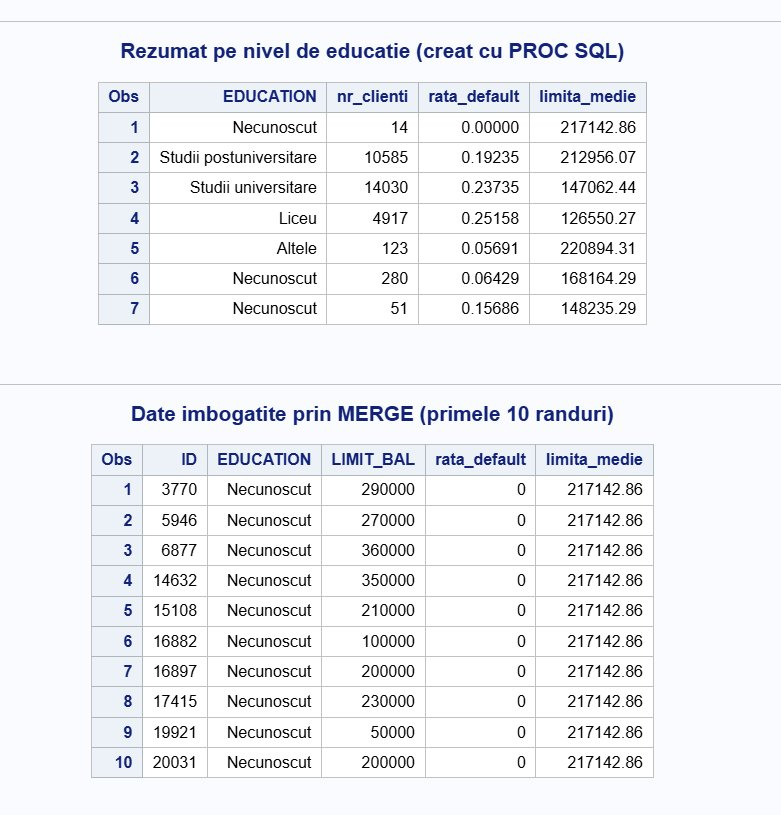 Rezumat pe nivel de educatie (creat cu PROC SQL)
Obs EDUCATION nr_clienti rata_default limita_medie
1 Necunoscut 14 0.00000 217142.86
2 Studii postuniversitare 10585 0.19235 212956.07
3 Studii universitare 14030 0.23735 147062.44
4 Liceu 4917 0.25158 126550.27
5 Altele 123 0.05691 220894.31
6 Necunoscut 280 0.06429 168164.29
7 Necunoscut 51 0.15686 148235.29
Date imbogatite prin MERGE (primele 10 randuri)
Obs ID EDUCATION LIMIT_BAL rata_default limita_medie
1 3770 Necunoscut 290000 0 217142.86
2 5946 Necunoscut 270000 0 217142.86
3 6877 Necunoscut 360000 0 217142.86
4 14632 Necunoscut 350000 0 217142.86
5 15108 Necunoscut 210000 0 217142.86
6 16882 Necunoscut 100000 0 217142.86
7 16897 Necunoscut 200000 0 217142.86
8 17415 Necunoscut 230000 0 217142.86
9 19921 Necunoscut 50000 0 217142.86
10 20031 Necunoscut 200000 0 217142.86